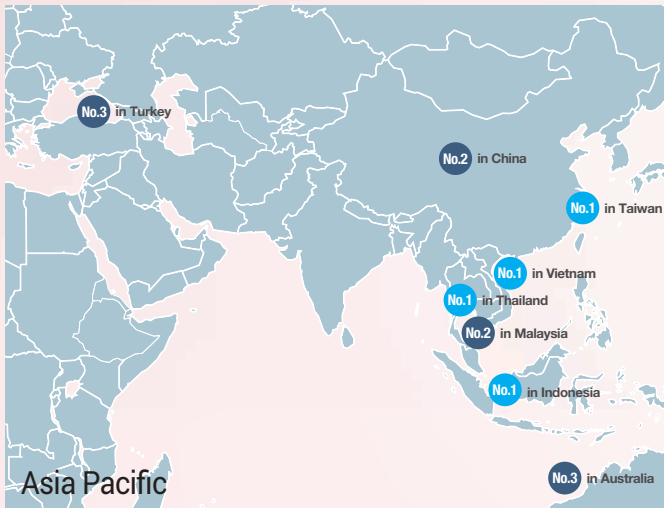 No.3 in Turkey
No.2 in China
No.1 in Taiwan
No.1 in Vietnam
No.1 in Thailand
No.2 in Malaysia
No.1 in Indonesia
No.3 in Australia
Asia Pacific